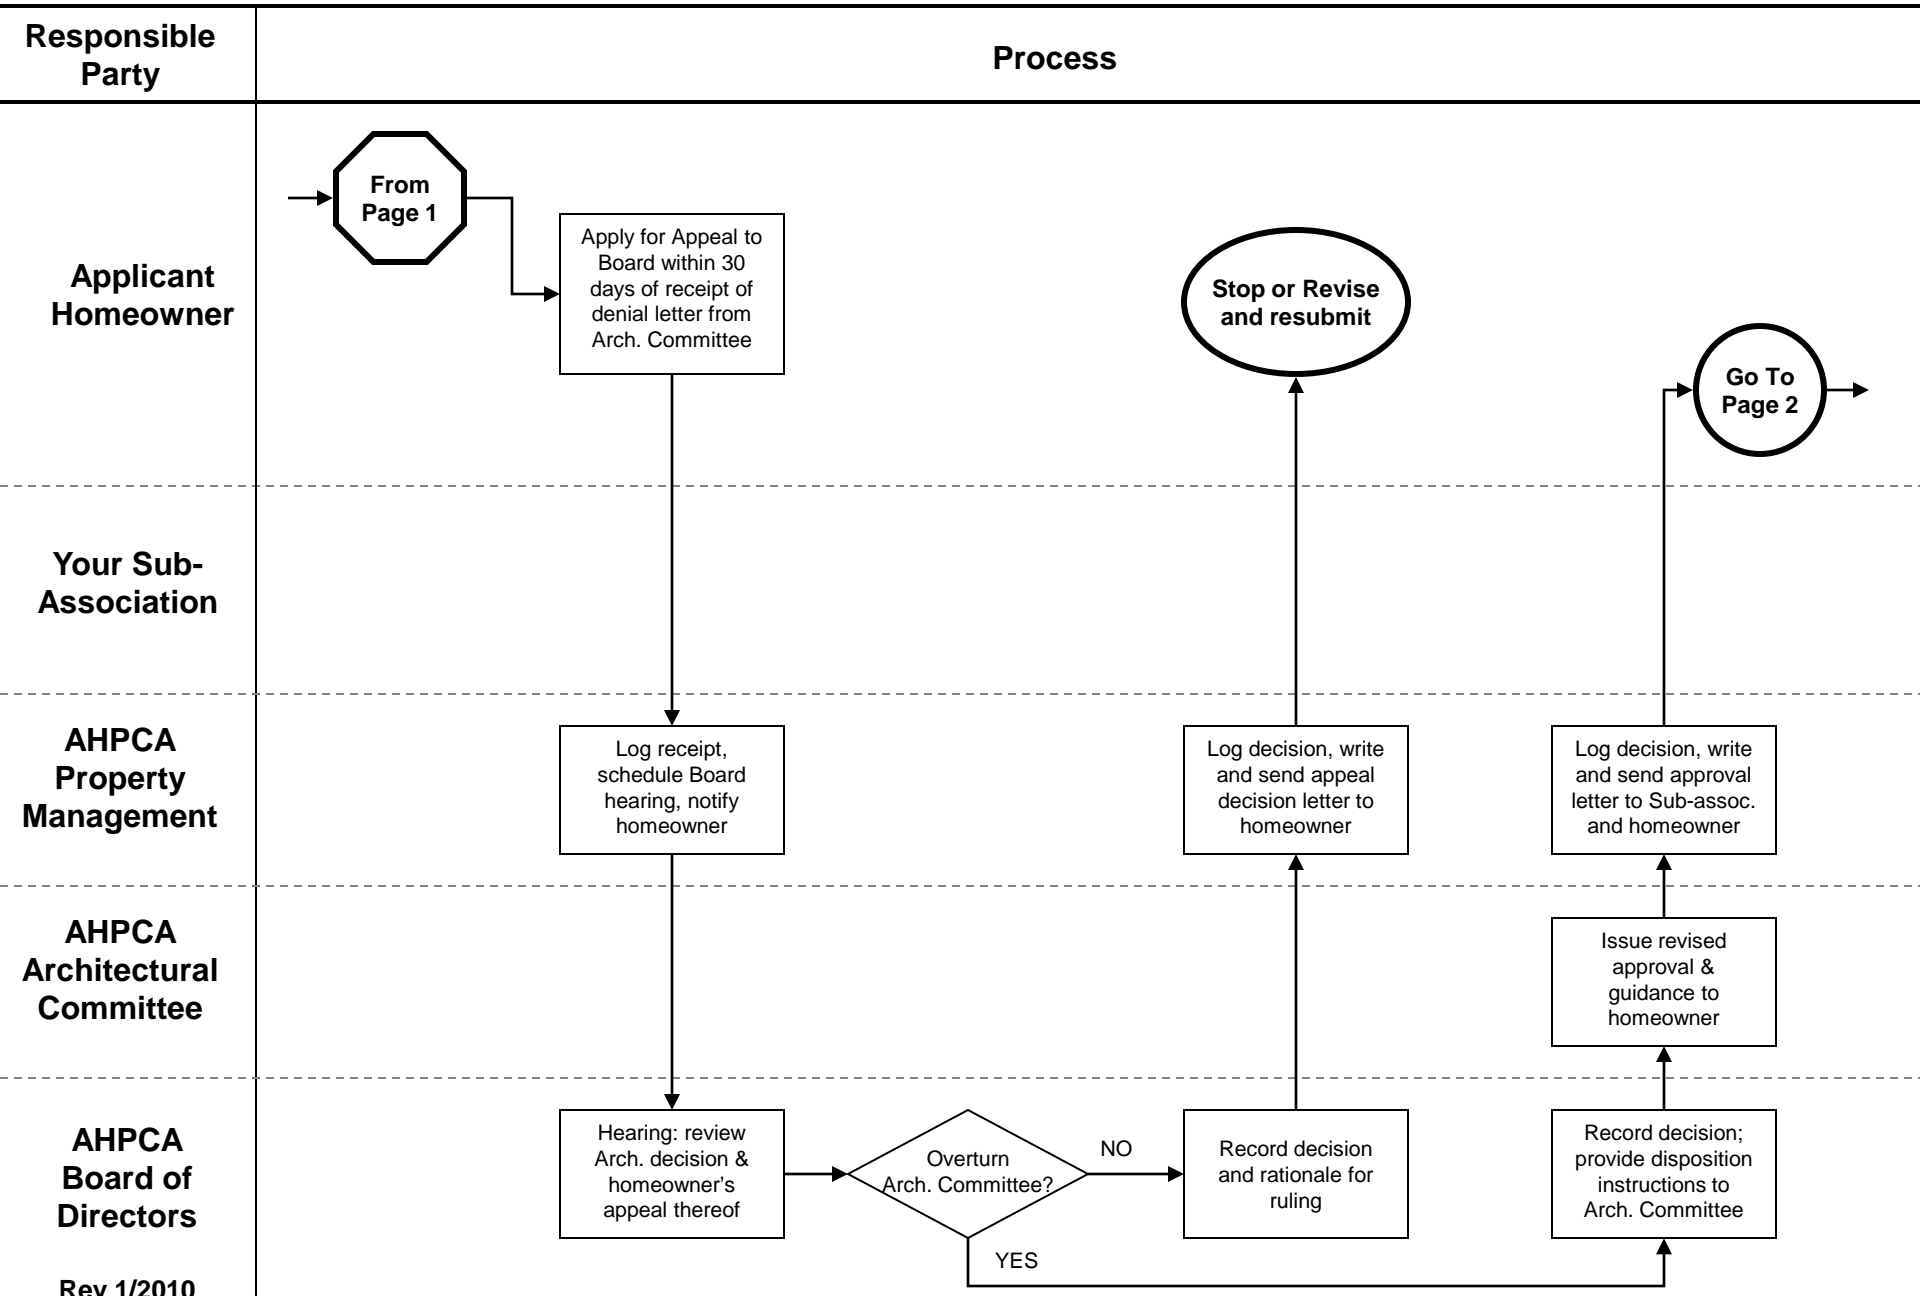 Responsible
Party
Process
Applicant
Homeowner
From
Page 1
Apply for Appeal to
Board within 30
days of receipt of
denial letter from
Arch. Committee
Stop or Revise
and resubmit
Go To
Page 2
Your Sub-
Association
AHPCA
Property
Management
Log receipt,
schedule Board
hearing, notify
homeowner
Log decision, write
and send appeal
decision letter to
homeowner
Log decision, write
and send approval
letter to Sub-assoc.
and homeowner
AHPCA
Architectural
Committee
Issue revised
approval &
guidance to
homeowner
AHPCA
Board of
Directors
Hearing: review
Arch. decision &
homeowner’s
appeal thereof
Overturn
Arch. Committee?
NO
YES
Record decision
and rationale for
ruling
Record decision;
provide disposition
instructions to
Arch. Committee
Rev 1/2010